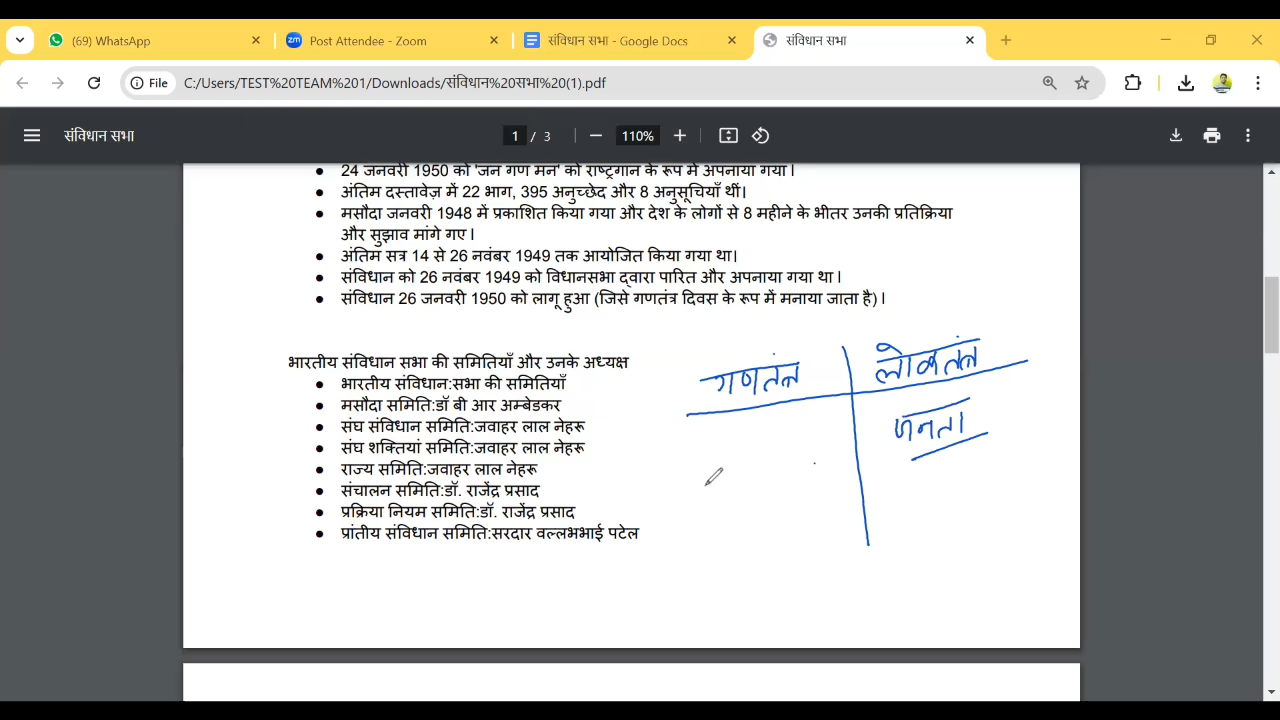 (69) WhatsApp
Post Attendee - Zoom
संविधान सभा - Google Docs
संविधान सभा
File
C:/Users/TEST%20TEAM%201/Downloads/संविधान%20सभा%20(1).pdf
संविधान सभा
1 / 3
110%
24 जनवरी 1950 को 'जन गण मन' को राष्ट्रगान के रूप में अपनाया गया।
अंतिम दस्तावेज़ में 22 भाग, 395 अनुच्छेद और 8 अनुसूचियाँ थीं।
मसौदा जनवरी 1948 में प्रकाशित किया गया और देश के लोगों से 8 महीने के भीतर उनकी प्रतिक्रिया
और सुझाव मांगे गए।
अंतिम सत्र 14 से 26 नवंबर 1949 तक आयोजित किया गया था।
संविधान को 26 नवंबर 1949 को विधानसभा द्वारा पारित और अपनाया गया था।
संविधान 26 जनवरी 1950 को लागू हुआ (जिसे गणतंत्र दिवस के रूप में मनाया जाता है)।
भारतीय संविधान सभा की समितियाँ और उनके अध्यक्ष
भारतीय संविधान:सभा की समितियाँ
मसौदा समिति:डॉ बी आर अम्बेडकर
संघ संविधान समिति:जवाहर लाल नेहरू
संघ शक्तियां समिति:जवाहर लाल नेहरू
राज्य समिति:जवाहर लाल नेहरू
संचालन समिति:डॉ. राजेंद्र प्रसाद
प्रक्रिया नियम समिति:डॉ. राजेंद्र प्रसाद
प्रांतीय संविधान समिति:सरदार वल्लभभाई पटेल
गणतंत्र
लोकतंत्र
जनता